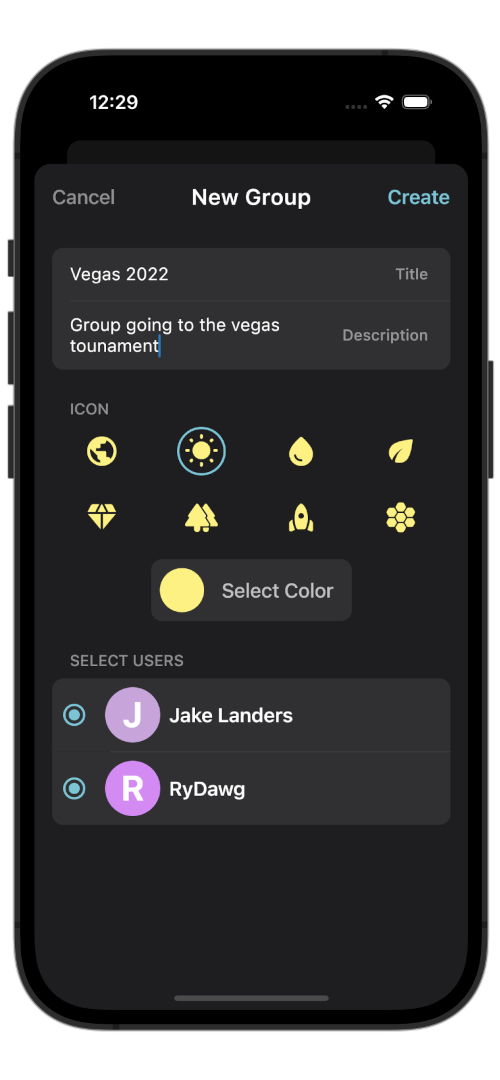 12:29
Cancel New Group Create
Vegas 2022 Title
Group going to the vegas
tounament
Description
ICON
Select Color
SELECT USERS
J Jake Landers
R RyDawg